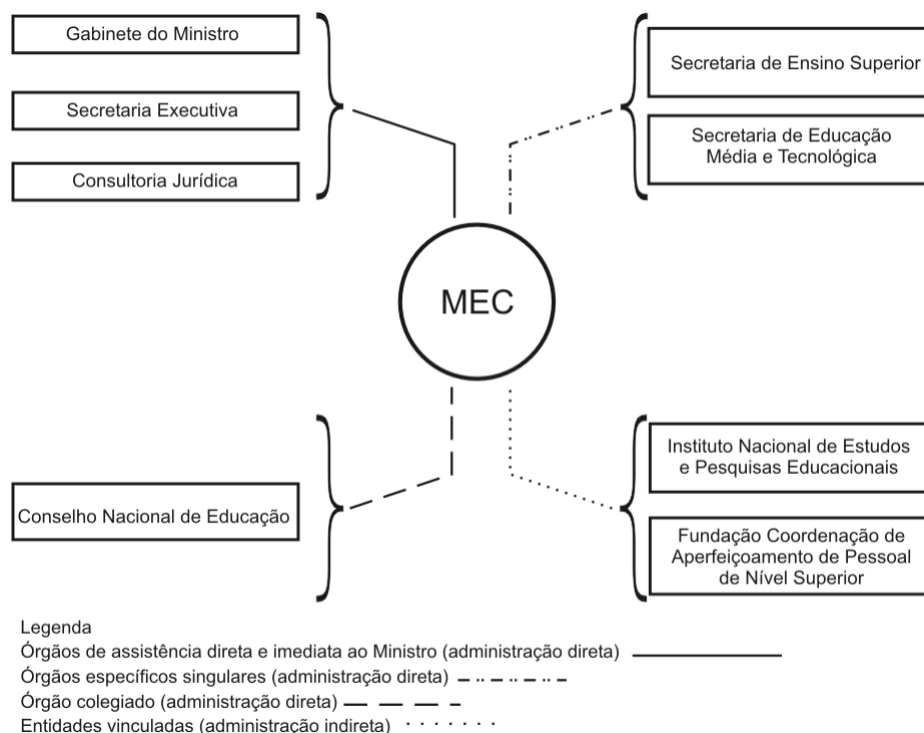 Gabinete do Ministro
Secretaria Executiva
Consultoria Jurídica
Secretaria de Ensino Superior
Secretaria de Educação
Média e Tecnológica
MEC
Conselho Nacional de Educação
Instituto Nacional de Estudos
e Pesquisas Educacionais
Fundação Coordenação de
Aperfeiçoamento de Pessoal
de Nível Superior
Legenda
Órgãos de assistência direta e imediata ao Ministro (administração direta)
Órgãos específicos singulares (administração direta)
Órgão colegiado (administração direta)
Entidades vinculadas (administração indireta)